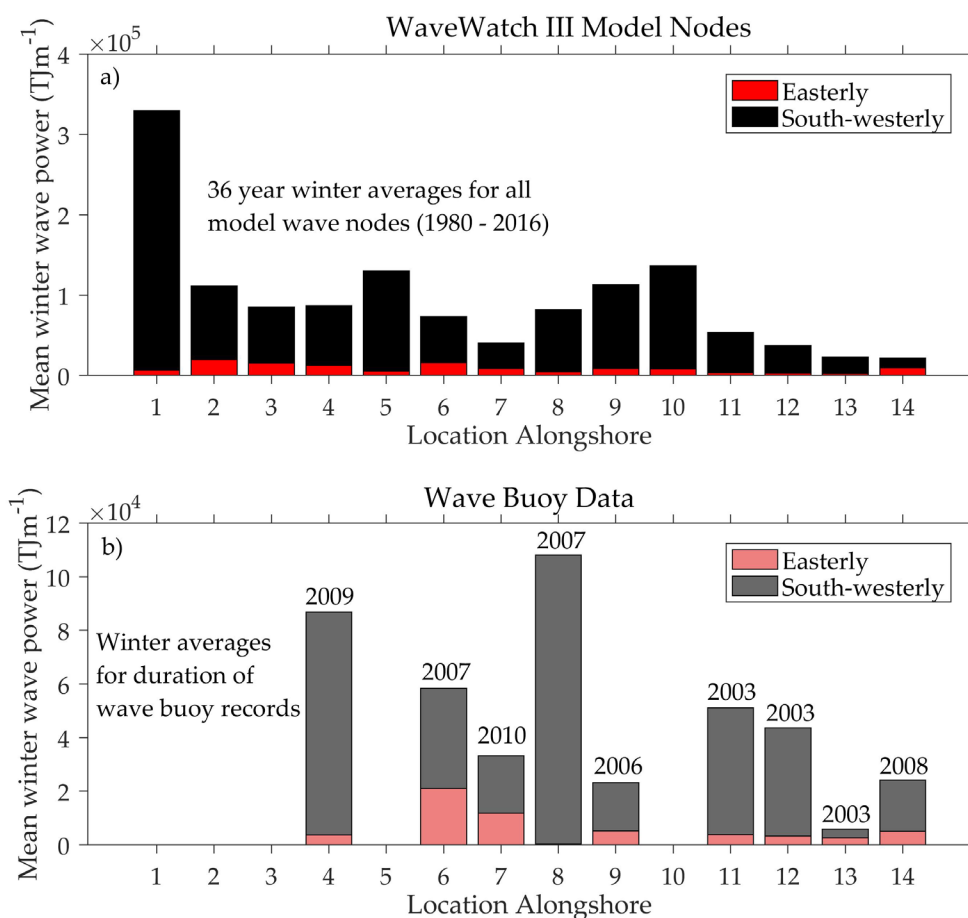 WaveWatch III Model Nodes
×10⁵
a)
Easterly
South-westerly
36 year winter averages for all
model wave nodes (1980 - 2016)
Mean winter wave power (TJm⁻¹)
4
3
2
1
0
1 2 3 4 5 6 7 8 9 10 11 12 13 14
Location Alongshore
Wave Buoy Data
×10⁴
b)
Easterly
South-westerly
Winter averages
for duration of
wave buoy records
Mean winter wave power (TJm⁻¹)
12
10
8
6
4
2
0
2009
2007
2010
2007
2006
2003
2003
2003
2008
1 2 3 4 5 6 7 8 9 10 11 12 13 14
Location Alongshore